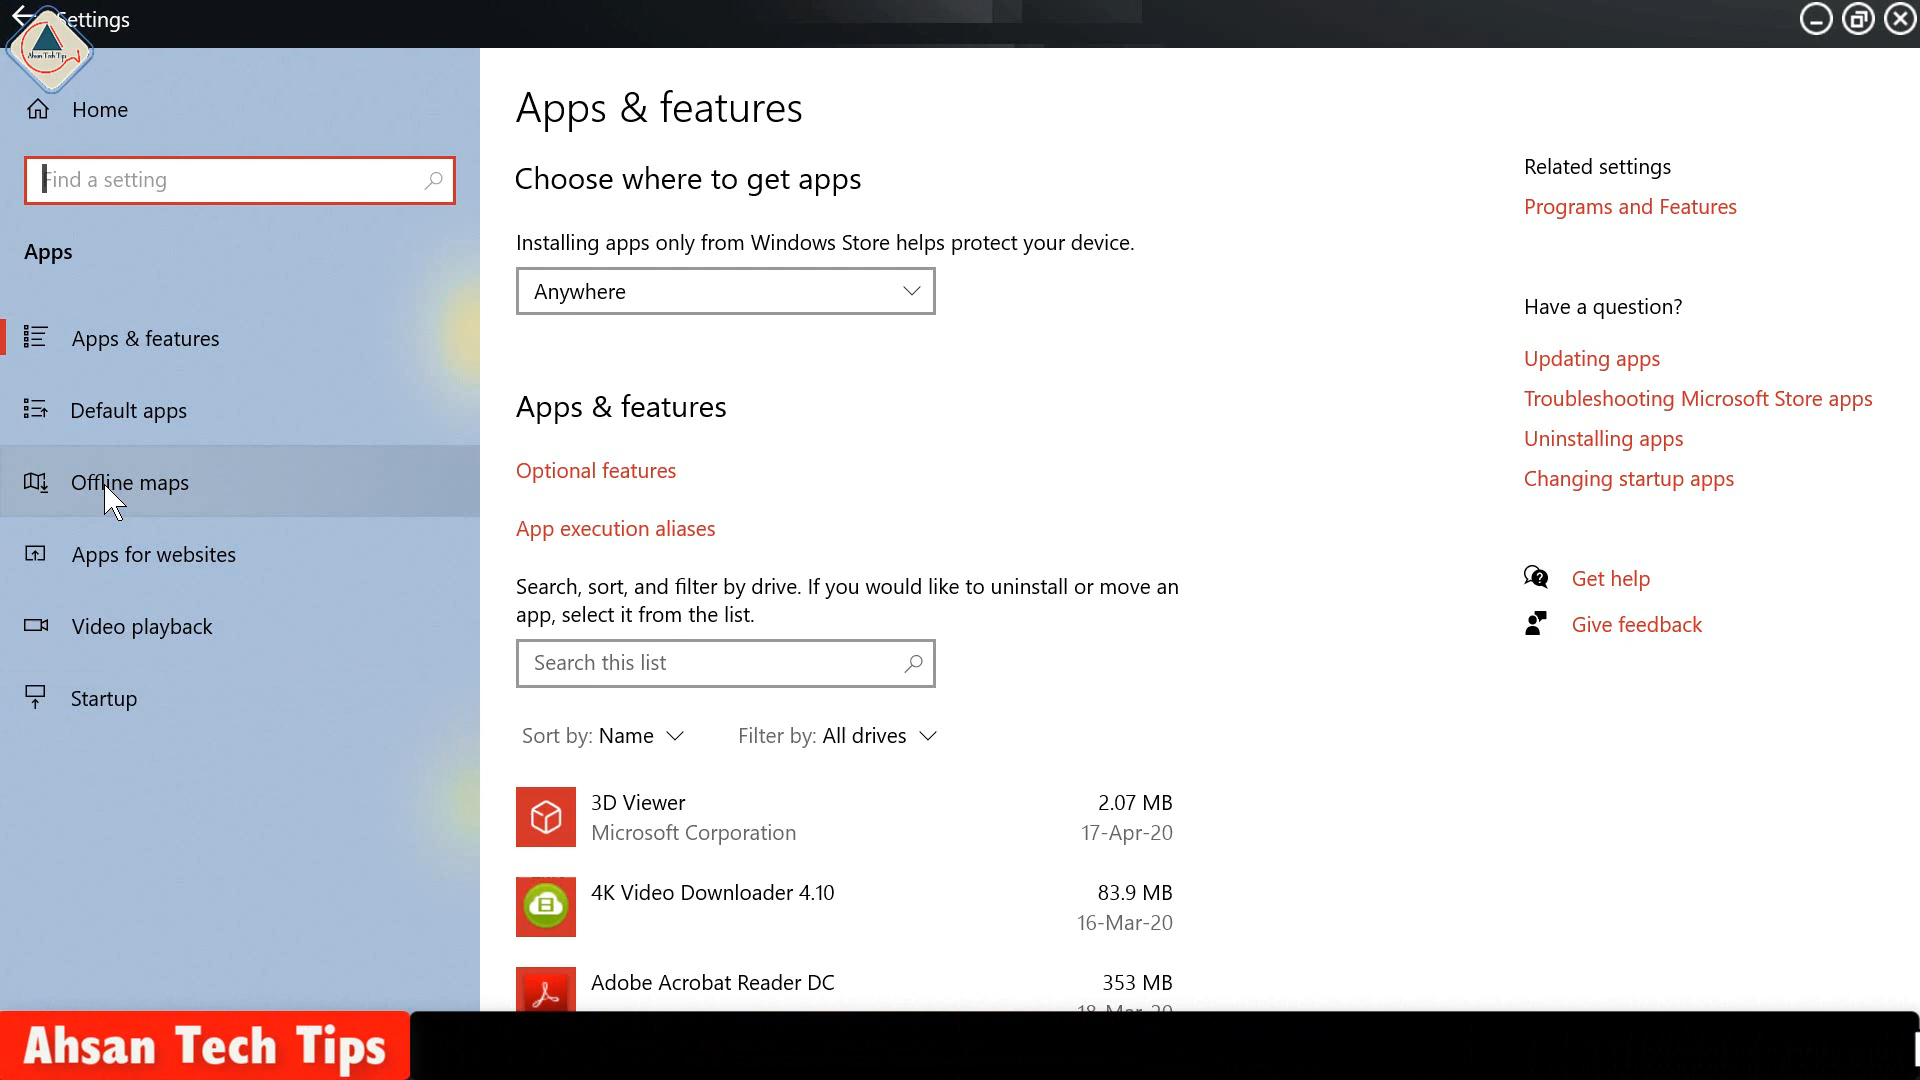 Settings
Ahsan Tech Tips
Home
Find a setting
Apps
Apps & features
Default apps
Offline maps
Apps for websites
Video playback
Startup
Apps & features
Choose where to get apps
Installing apps only from Windows Store helps protect your device.
Anywhere
Apps & features
Optional features
App execution aliases
Search, sort, and filter by drive. If you would like to uninstall or move an
app, select it from the list.
Search this list
Sort by: Name
Filter by: All drives
3D Viewer
2.07 MB
Microsoft Corporation
17-Apr-20
4K Video Downloader 4.10
83.9 MB
16-Mar-20
Adobe Acrobat Reader DC
353 MB
18-Mar-20
Related settings
Programs and Features
Have a question?
Updating apps
Troubleshooting Microsoft Store apps
Uninstalling apps
Changing startup apps
Get help
Give feedback
Ahsan Tech Tips